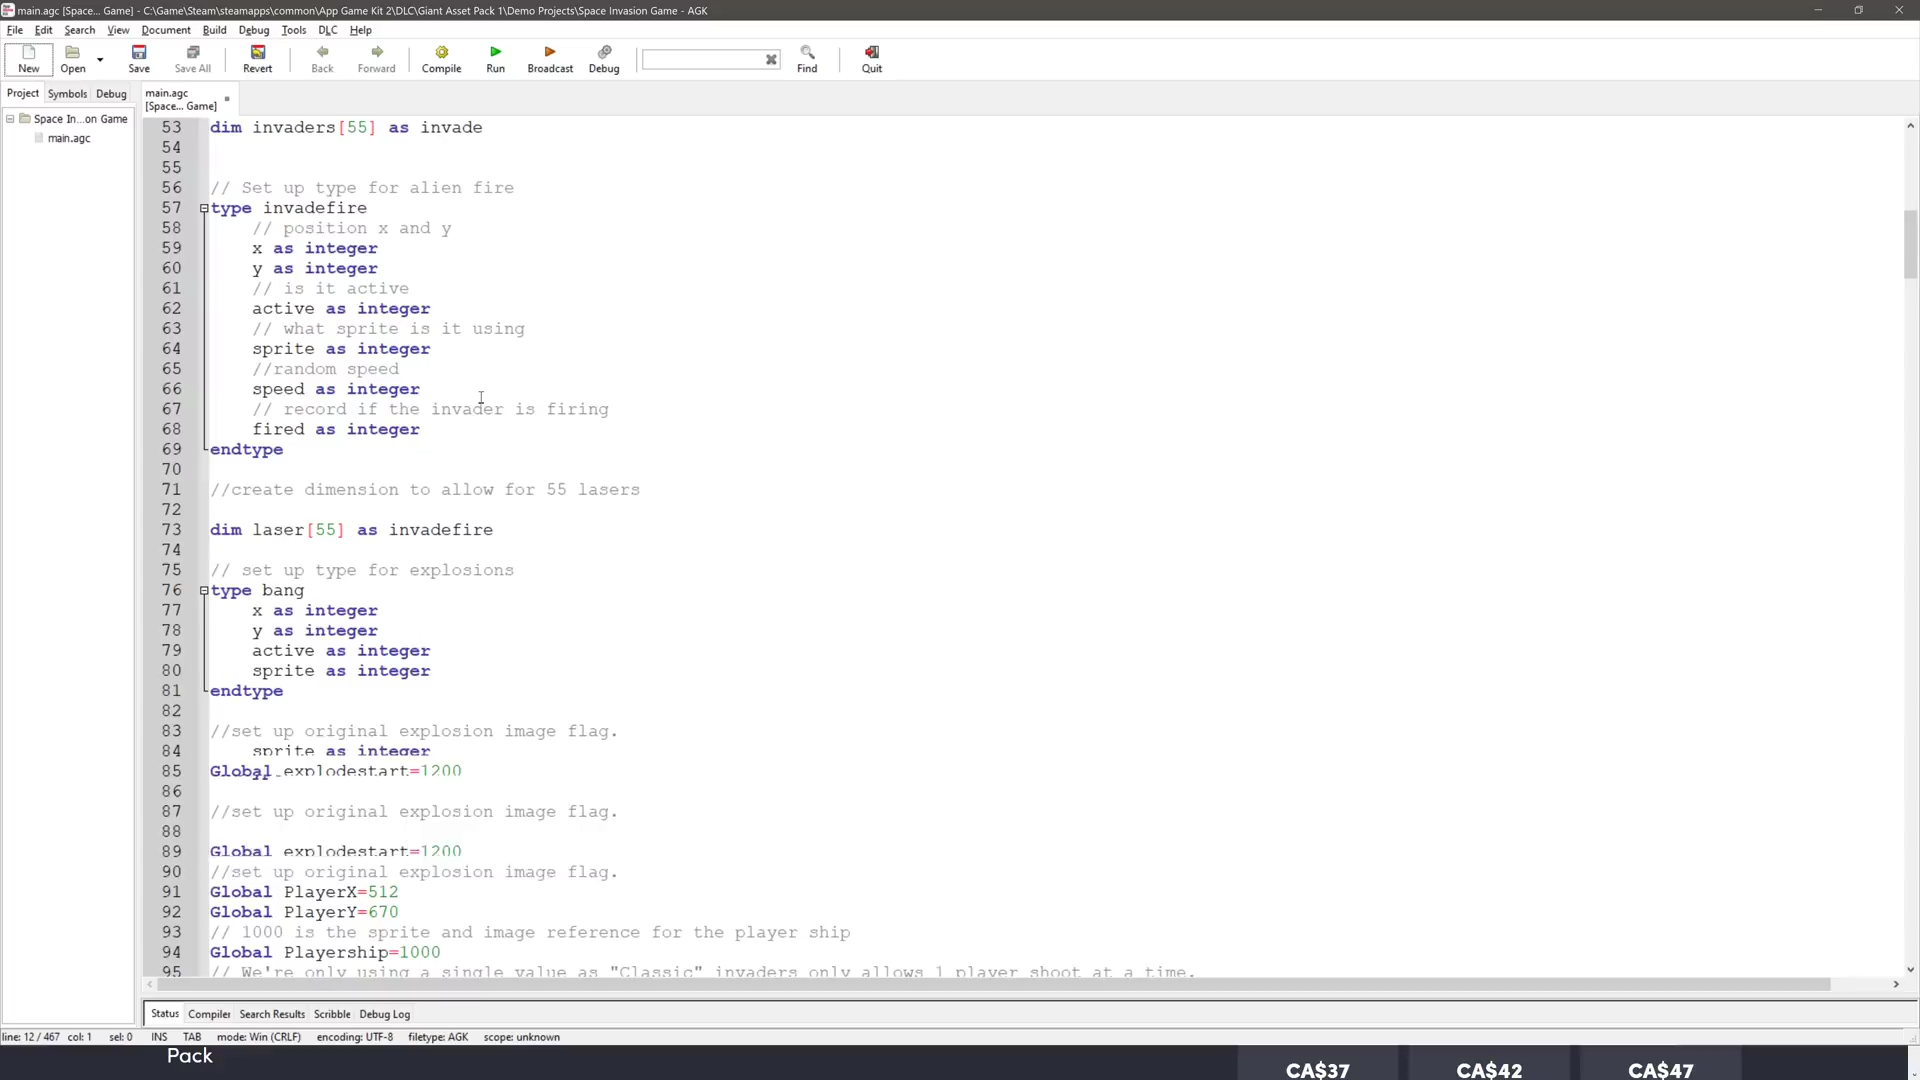 main.agc [Space... Game] - C:\Game\Steam\steamapps\common\App Game Kit 2\DLC\Giant Asset Pack 1\Demo Projects\Space Invasion Game - AGK
File Edit Search View Document Build Debug Tools DLC Help
New Open Save Save All Revert Back Forward Compile Run Broadcast Debug Find Quit
Project Symbols Debug
main.agc
[Space... Game]
Space In...on Game
main.agc
53 dim invaders[55] as invade
54
55
56 // Set up type for alien fire
57 type invadefire
58 // position x and y
59 x as integer
60 y as integer
61 // is it active
62 active as integer
63 // what sprite is it using
64 sprite as integer
65 //random speed
66 speed as integer
67 // record if the invader is firing
68 fired as integer
69 endtype
70
71 //create dimension to allow for 55 lasers
72
73 dim laser[55] as invadefire
74
75 // set up type for explosions
76 type bang
77 x as integer
78 y as integer
79 active as integer
80 sprite as integer
81 endtype
82
83 //set up original explosion image flag.
84 sprite as integer
85 Global explodestart=1200
86
87 //set up original explosion image flag.
88
89 Global explodestart=1200
90 //set up original explosion image flag.
91 Global PlayerX=512
92 Global PlayerY=670
93 // 1000 is the sprite and image reference for the player ship
94 Global Playership=1000
95 // We're only using a single value as "Classic" invaders only allows 1 player shoot at a time.
Status Compiler Search Results Scribble Debug Log
line: 12 / 467 col: 1 sel: 0 INS TAB mode: Win (CRLF) encoding: UTF-8 filetype: AGK scope: unknown
Pack
CA$37 CA$42 CA$47